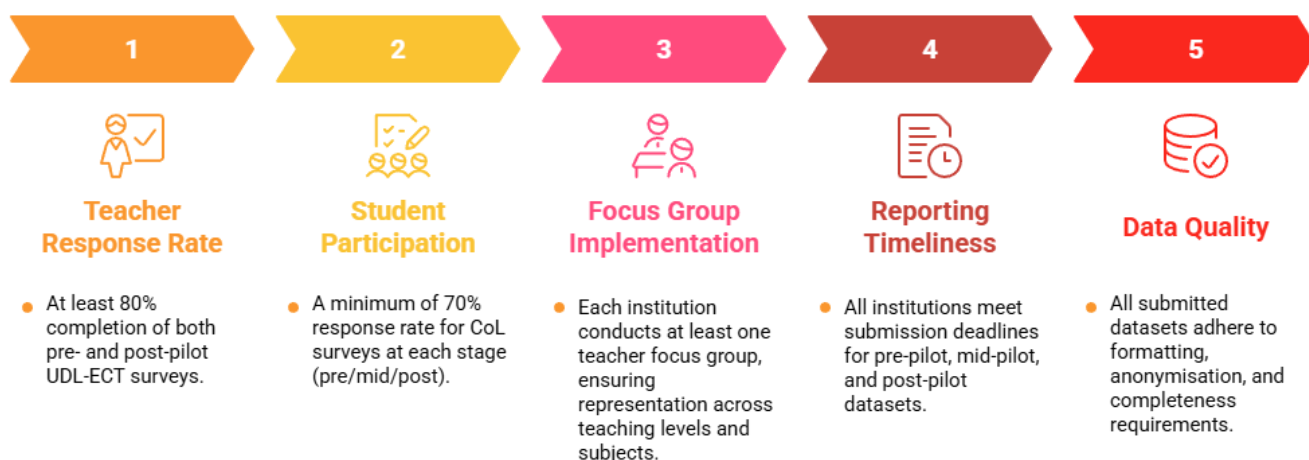 1
2
3
4
5
Teacher
Response Rate
Student
Participation
Focus Group
Implementation
Reporting
Timeliness
Data Quality
At least 80%
completion of both
pre- and post-pilot
UDL-ECT surveys.
A minimum of 70%
response rate for CoL
surveys at each stage
(pre/mid/post).
Each institution
conducts at least one
teacher focus group,
ensuring
representation across
teaching levels and
subjects.
All institutions meet
submission deadlines
for pre-pilot, mid-pilot,
and post-pilot
datasets.
All submitted
datasets adhere to
formatting,
anonymisation, and
completeness
requirements.